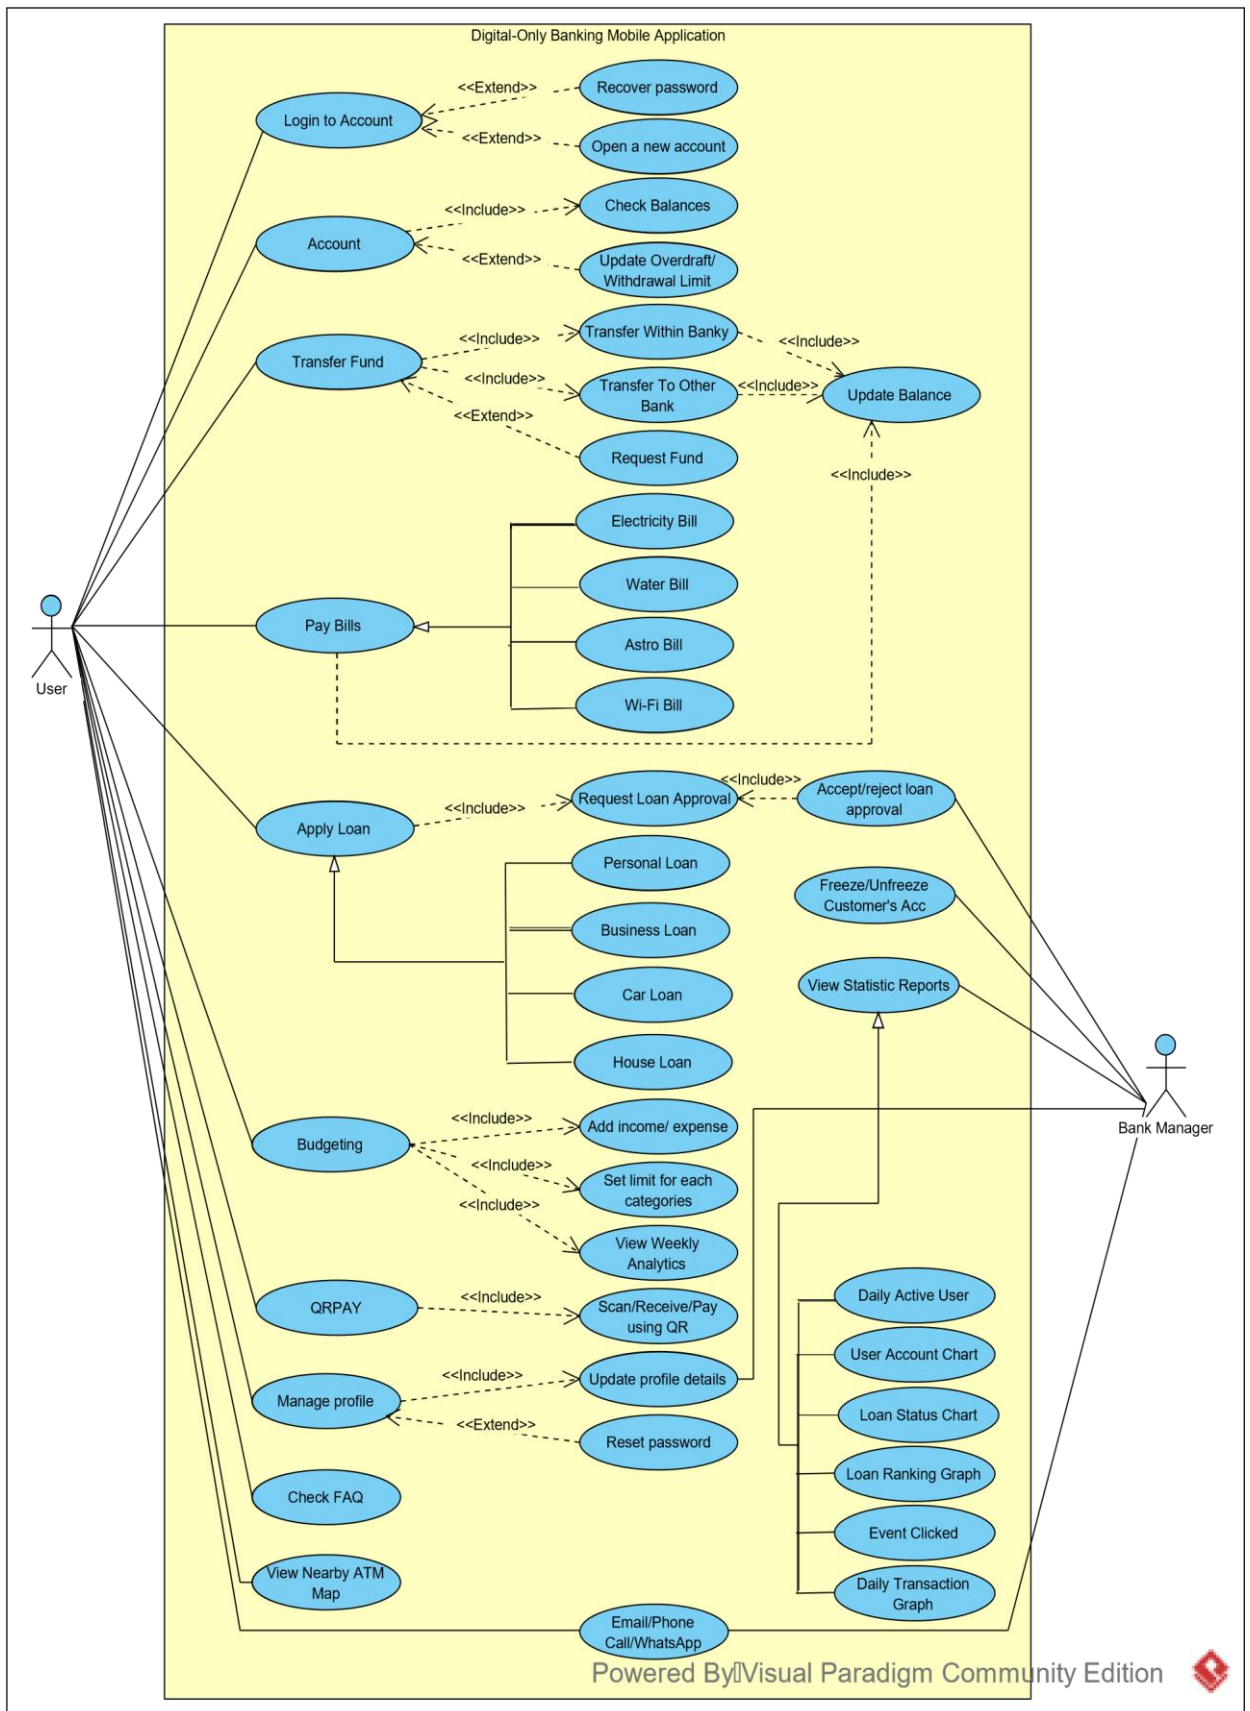 Digital-Only Banking Mobile Application
<<Extend>>
Recover password
Login to Account
<<Extend>>
Open a new account
<<Include>>
Check Balances
Account
<<Extend>>
Update Overdraft/
Withdrawal Limit
<<Include>>
Transfer Within Banky
<<Include>>
Transfer Fund
<<Include>>
Transfer To Other
Bank
<<Include>>
Update Balance
<<Extend>>
Request Fund
<<Include>>
Electricity Bill
Water Bill
Pay Bills
Astro Bill
Wi-Fi Bill
User
<<Include>>
Request Loan Approval
<<Include>>
Accept/reject loan
approval
Apply Loan
Personal Loan
Freeze/Unfreeze
Customer's Acc
Business Loan
View Statistic Reports
Car Loan
House Loan
Bank Manager
Budgeting
<<Include>>
Add income/ expense
<<Include>>
Set limit for each
categories
<<Include>>
View Weekly
Analytics
QRPAY
<<Include>>
Scan/Receive/Pay
using QR
Daily Active User
User Account Chart
Manage profile
<<Include>>
Update profile details
Loan Status Chart
<<Extend>>
Reset password
Loan Ranking Graph
Check FAQ
Event Clicked
View Nearby ATM
Map
Daily Transaction
Graph
Email/Phone
Call/WhatsApp
Powered By Visual Paradigm Community Edition